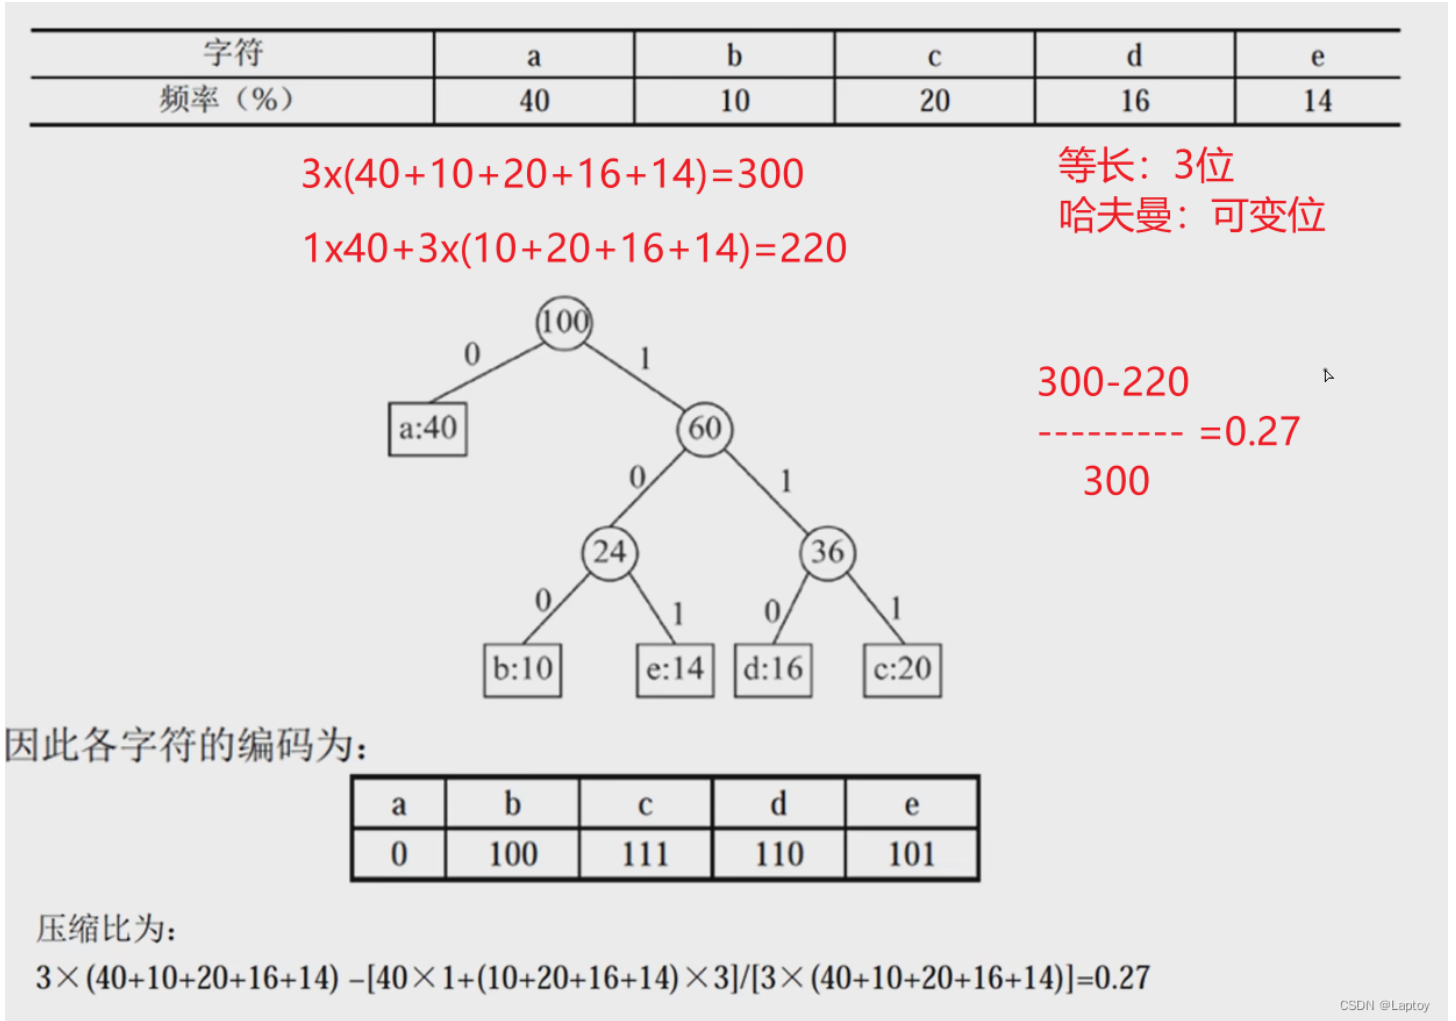 字符 a b c d e
频率（%） 40 10 20 16 14
3x(40+10+20+16+14)=300
等长：3位
哈夫曼：可变位
1x40+3x(10+20+16+14)=220
100
0 1
a:40 60
0 1
24 36
0 1 0 1
b:10 e:14 d:16 c:20
300-220
--------- =0.27
300
因此各字符的编码为：
a b c d e
0 100 111 110 101
压缩比为：
3×(40+10+20+16+14) –[40×1+(10+20+16+14)×3]/[3×(40+10+20+16+14)]=0.27
CSDN @Laptoy